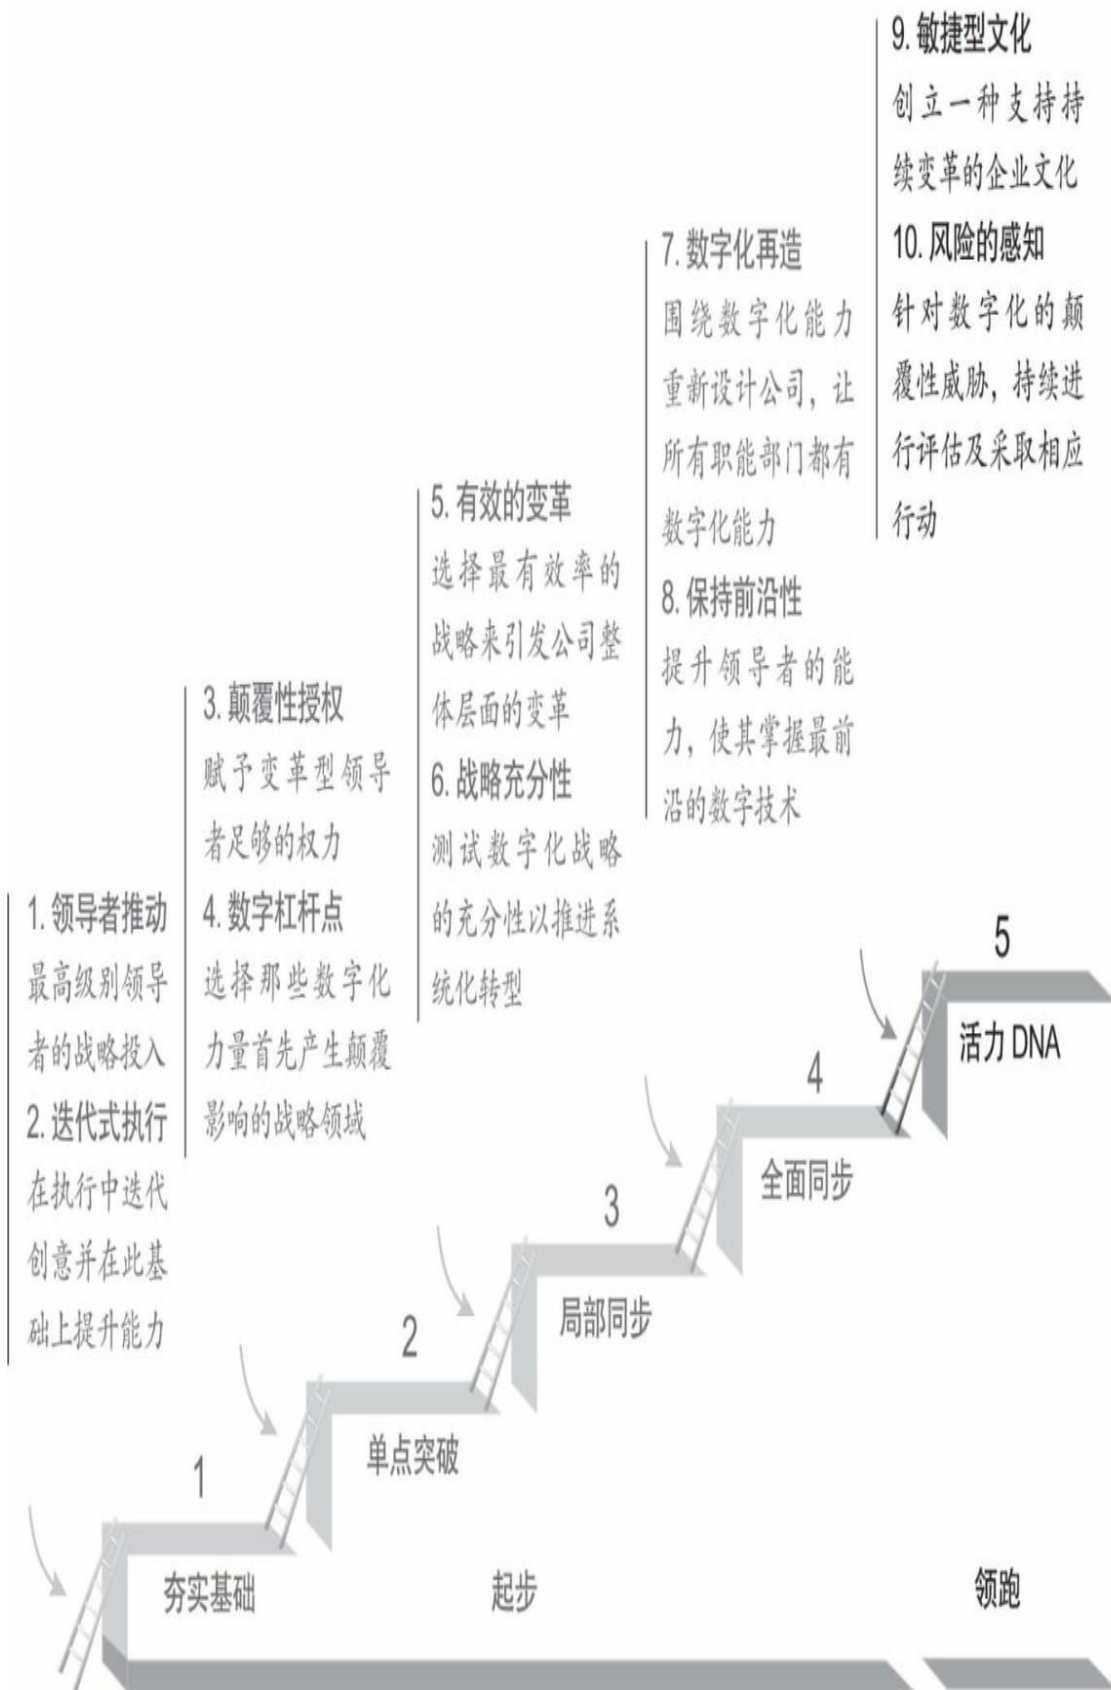 1. 领导者推动
最高级别领导
者的战略投入
2. 迭代式执行
在执行中迭代
创意并在此基
础上提升能力
3. 颠覆性授权
赋予变革型领导
者足够的权力
4. 数字杠杆点
选择那些数字化
力量首先产生颠覆
影响的战略领域
5. 有效的变革
选择最有效率的
战略来引发公司整
体层面的变革
6. 战略充分性
测试数字化战略
的充分性以推进系
统化转型
7. 数字化再造
围绕数字化能力
重新设计公司，让
所有职能部门都有
数字化能力
8. 保持前沿性
提升领导者的能
力，使其掌握最前
沿的数字技术
9. 敏捷型文化
创立一种支持持
续变革的企业文化
10. 风险的感知
针对数字化的颠
覆性威胁，持续进
行评估及采取相应
行动
1
夯实基础
2
单点突破
3
局部同步
4
全面同步
5
活力 DNA
起步
领跑